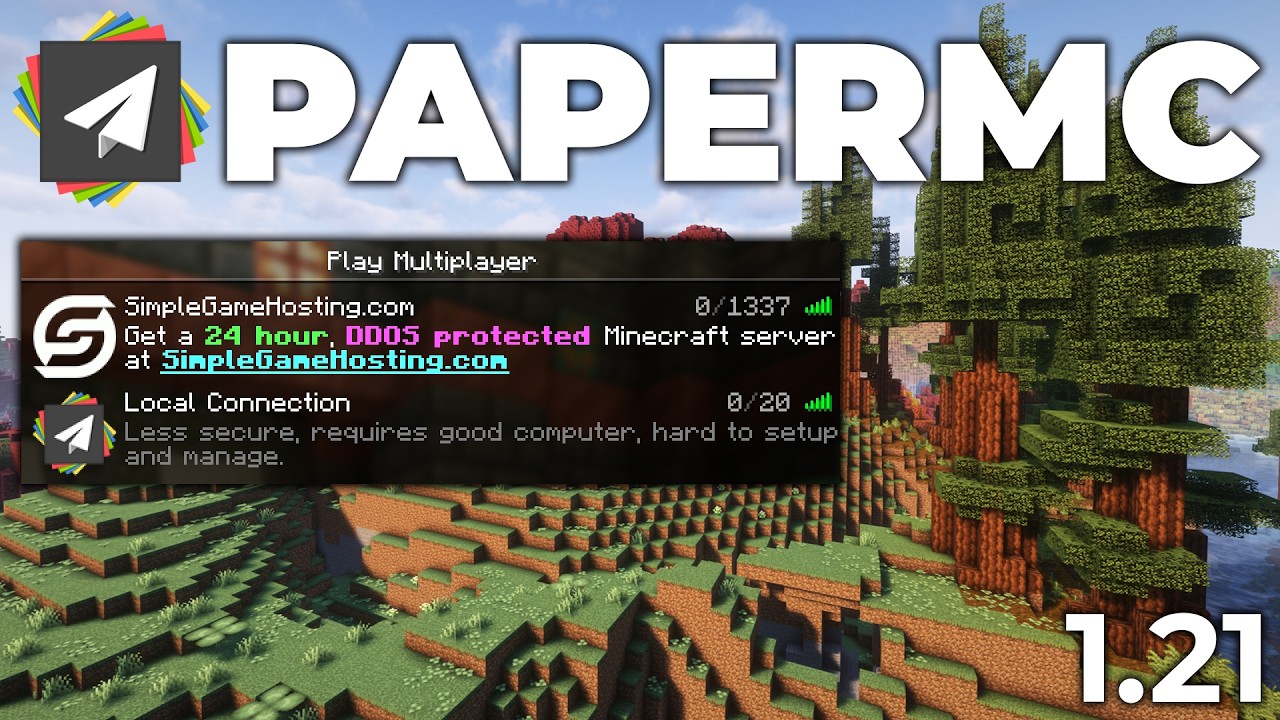 PAPERMC
Play Multiplayer
SimpleGameHosting.com 0/1337
Get a 24 hour, DDOS protected Minecraft server
at SimpleGameHosting.com
Local Connection 0/20
Less secure, requires good computer, hard to setup
and manage.
1.21